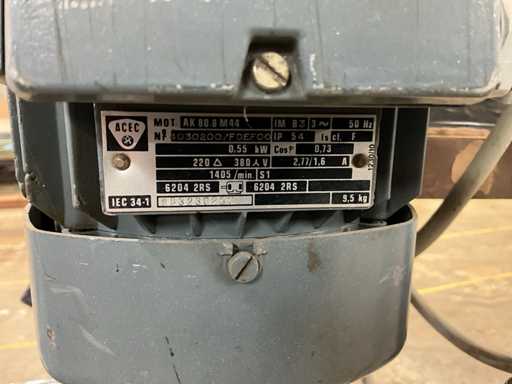 ACEC
MOT. AK 80.B M44 IM B3 3~ 50 Hz
Nº IP 54 Is cl. F
0,55 kW Cosφ 0,73
220 △ 380 人 V 2,77/1,6 A
1405 /min. S1
6204 2RS 6204 2RS
IEC 34-1 9,5 kg